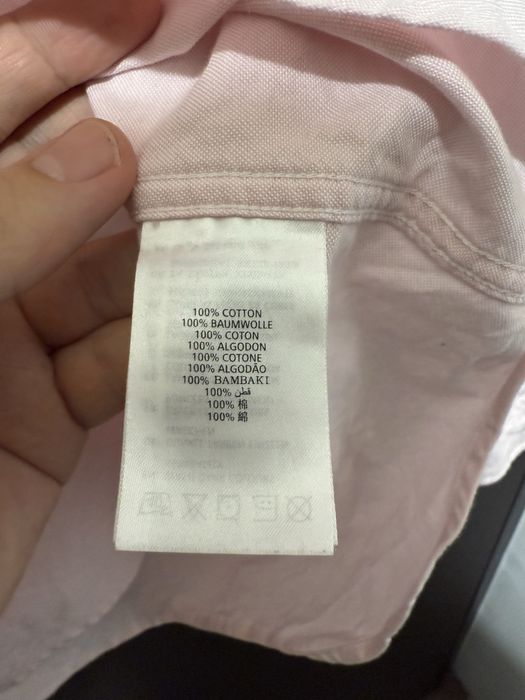 100% COTTON
100% BAUMWOLLE
100% COTON
100% ALGODON
100% COTONE
100% ALGODÃO
100% BAMBAKI
100% قطن
100% 棉
100% 綿